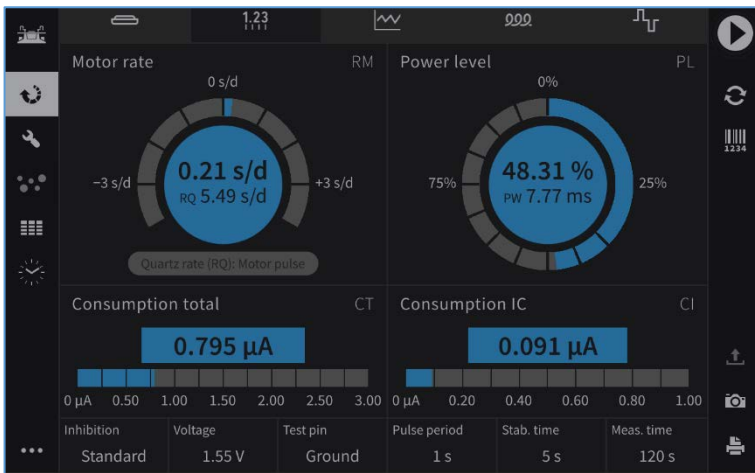 1.23
Motor rate RM
0 s/d
-3 s/d
+3 s/d
0.21 s/d
RQ 5.49 s/d
Quartz rate (RQ): Motor pulse
Power level PL
0%
75%
25%
48.31 %
PW 7.77 ms
1234
Consumption total CT
0.795 µA
0 µA 0.50 1.00 1.50 2.00 2.50 3.00
Consumption IC CI
0.091 µA
0 µA 0.20 0.40 0.60 0.80 1.00
Inhibition Voltage Test pin Pulse period Stab. time Meas. time
Standard 1.55 V Ground 1 s 5 s 120 s